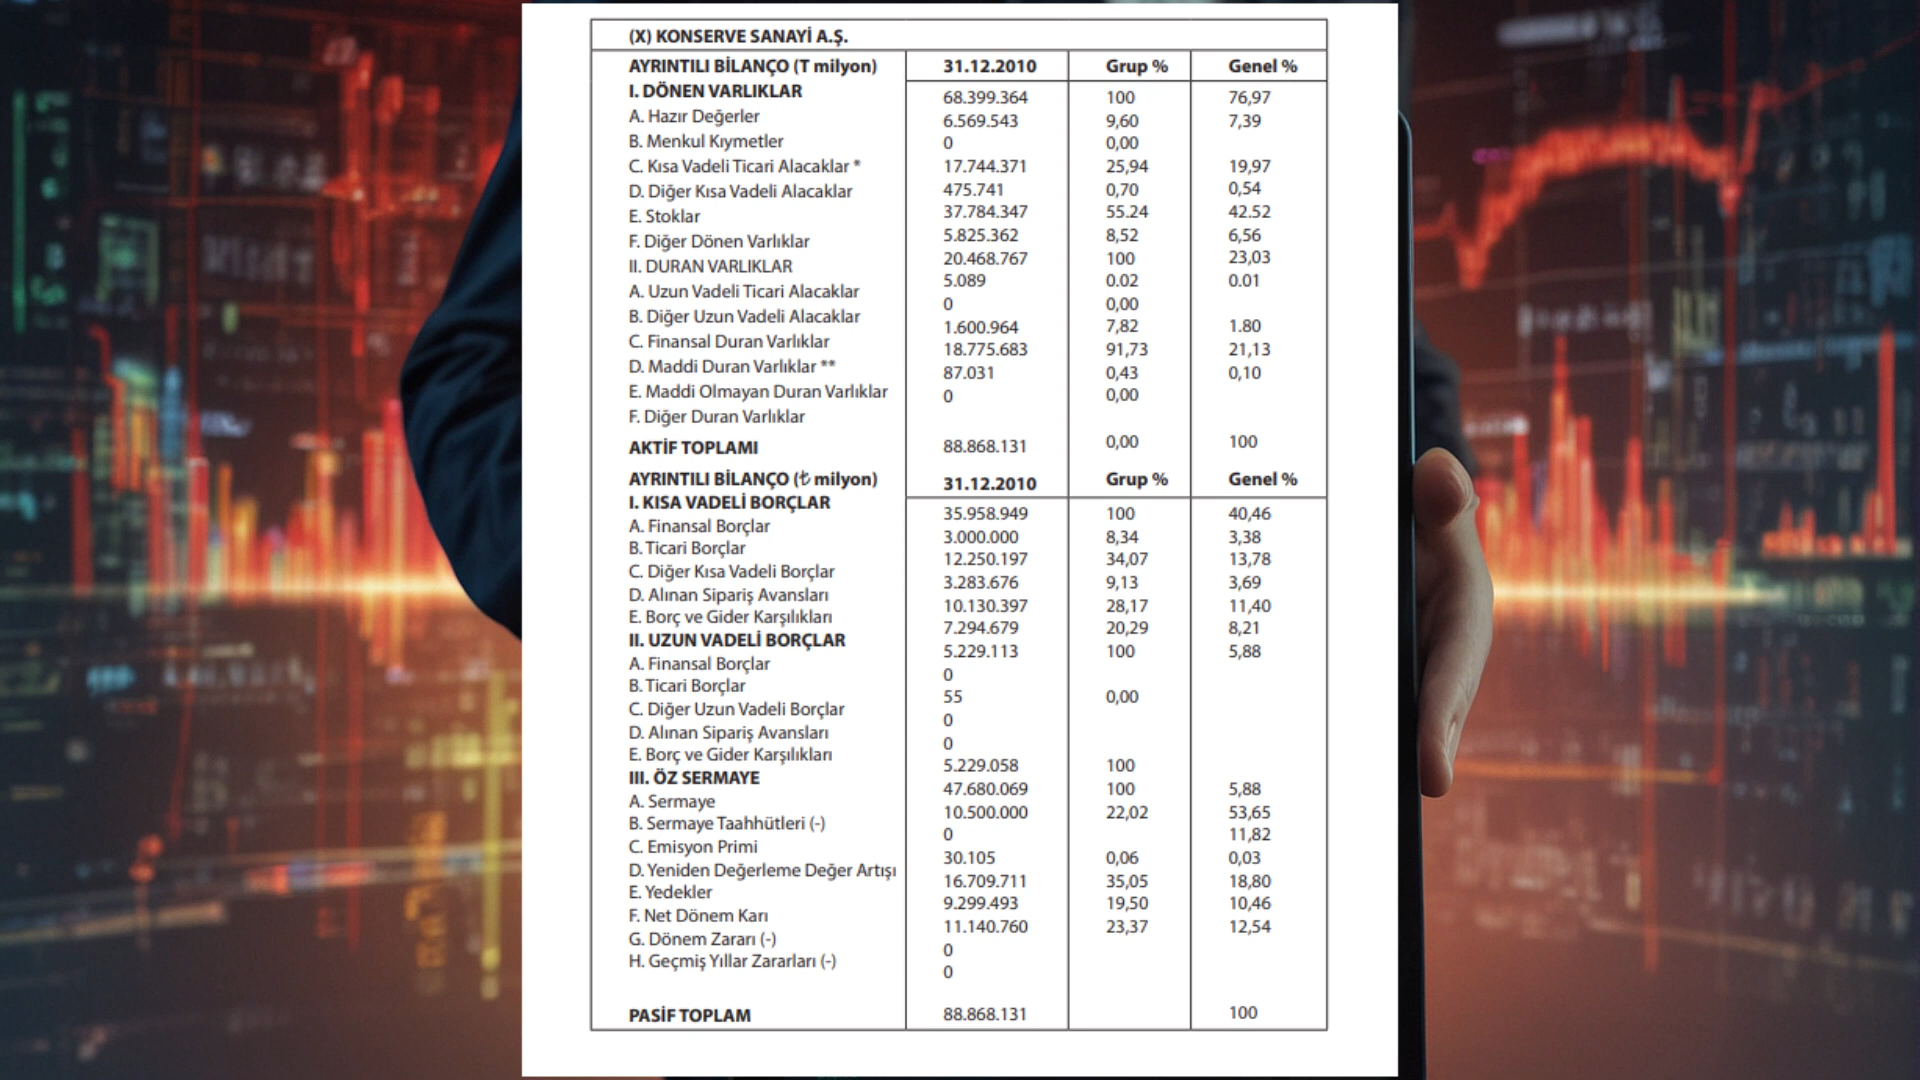 (X) KONSERVE SANAYİ A.Ş.
AYRINTILI BİLANÇO (T milyon) 31.12.2010 Grup % Genel %
I. DÖNEN VARLIKLAR 68.399.364 100 76,97
A. Hazır Değerler 6.569.543 9,60 7,39
B. Menkul Kıymetler 0 0,00
C. Kısa Vadeli Ticari Alacaklar * 17.744.371 25,94 19,97
D. Diğer Kısa Vadeli Alacaklar 475.741 0,70 0,54
E. Stoklar 37.784.347 55.24 42.52
F. Diğer Dönen Varlıklar 5.825.362 8,52 6,56
II. DURAN VARLIKLAR 20.468.767 100 23,03
A. Uzun Vadeli Ticari Alacaklar 5.089 0.02 0.01
B. Diğer Uzun Vadeli Alacaklar 0 0,00
C. Finansal Duran Varlıklar 1.600.964 7,82 1.80
D. Maddi Duran Varlıklar ** 18.775.683 91,73 21,13
E. Maddi Olmayan Duran Varlıklar 87.031 0,43 0,10
F. Diğer Duran Varlıklar 0 0,00
AKTİF TOPLAMI 88.868.131 0,00 100
AYRINTILI BİLANÇO (₺ milyon) 31.12.2010 Grup % Genel %
I. KISA VADELİ BORÇLAR 35.958.949 100 40,46
A. Finansal Borçlar 3.000.000 8,34 3,38
B. Ticari Borçlar 12.250.197 34,07 13,78
C. Diğer Kısa Vadeli Borçlar 3.283.676 9,13 3,69
D. Alınan Sipariş Avansları 10.130.397 28,17 11,40
E. Borç ve Gider Karşılıkları 7.294.679 20,29 8,21
II. UZUN VADELİ BORÇLAR 5.229.113 100 5,88
A. Finansal Borçlar 0
B. Ticari Borçlar 55 0,00
C. Diğer Uzun Vadeli Borçlar 0
D. Alınan Sipariş Avansları 0
E. Borç ve Gider Karşılıkları 5.229.058 100
III. ÖZ SERMAYE 47.680.069 100 5,88
A. Sermaye 10.500.000 22,02 53,65
B. Sermaye Taahhütleri (-) 0 11,82
C. Emisyon Primi 30.105 0,06 0,03
D. Yeniden Değerleme Değer Artışı 16.709.711 35,05 18,80
E. Yedekler 9.299.493 19,50 10,46
F. Net Dönem Karı 11.140.760 23,37 12,54
G. Dönem Zararı (-) 0
H. Geçmiş Yıllar Zararları (-) 0
PASİF TOPLAM 88.868.131 100